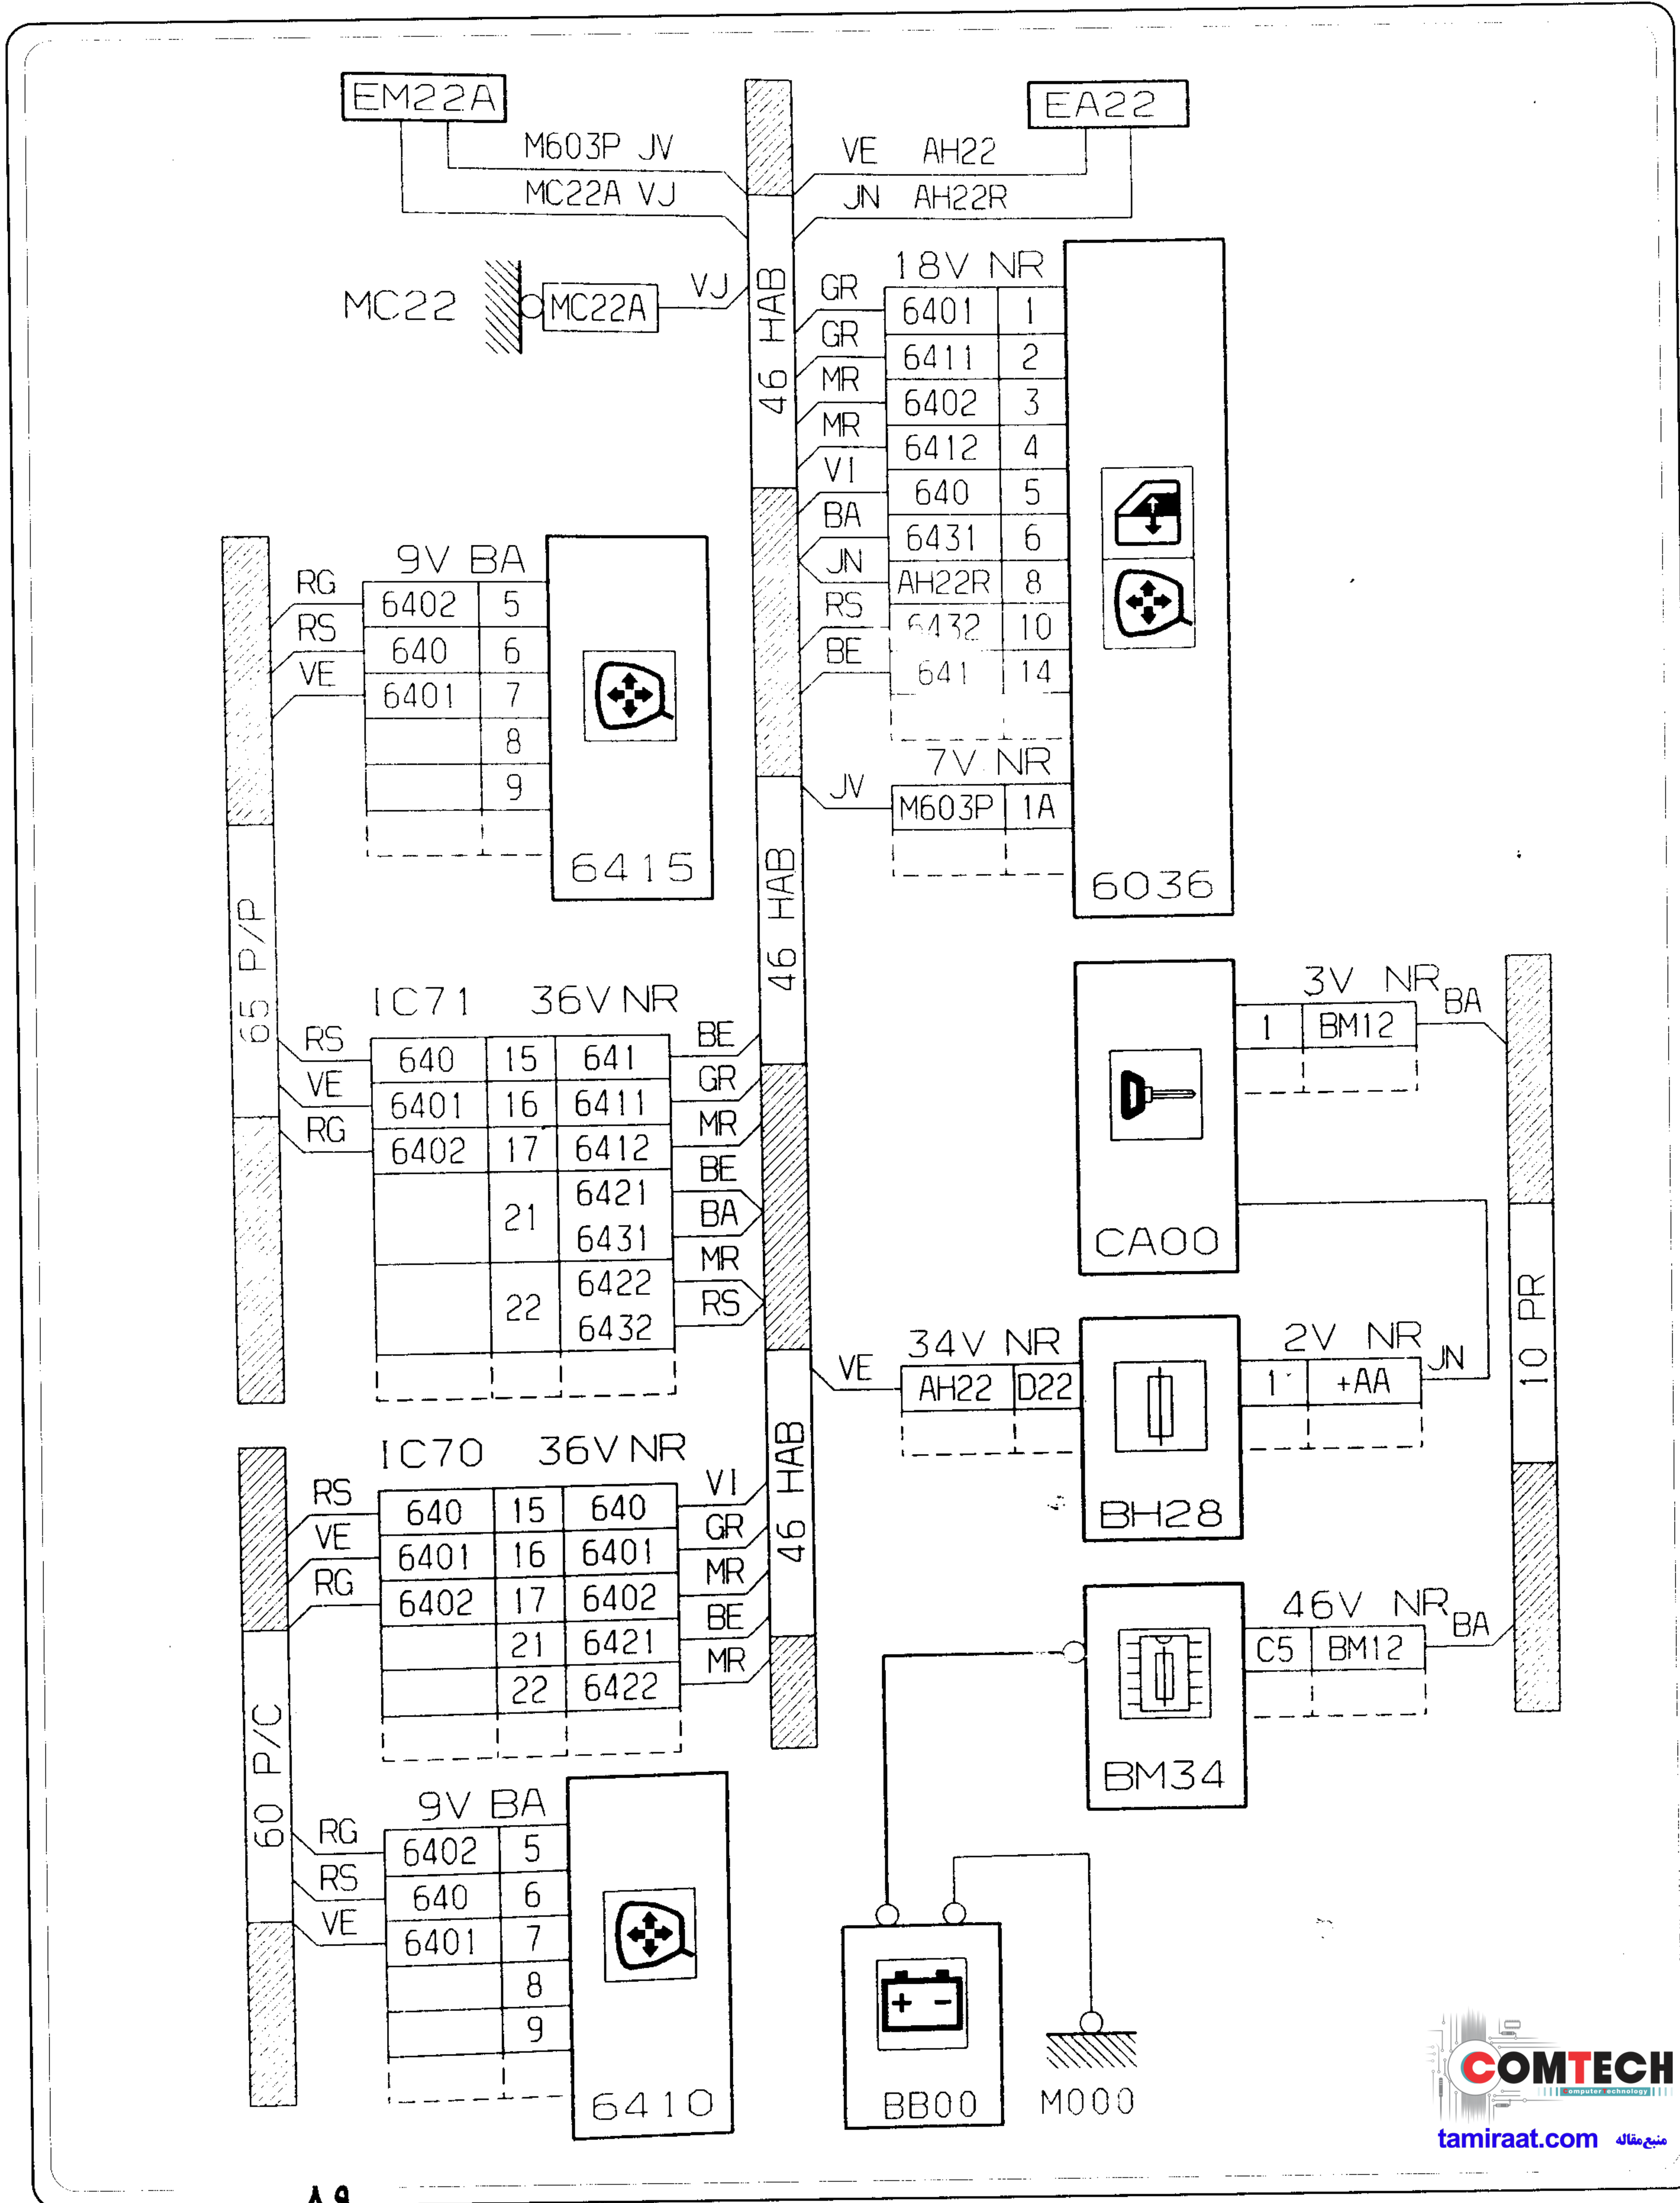 EM22A
EA22
M603P JV
MC22A VJ
VE AH22
JN AH22R
MC22
MC22A
VJ
46 HAB
18V NR
GR 6401 1
GR 6411 2
MR 6402 3
MR 6412 4
VI 640 5
BA 6431 6
JN AH22R 8
RS 6432 10
BE 641 14
7V NR
JV M603P 1A
6036
9V BA
RG 6402 5
RS 640 6
VE 6401 7
8
9
6415
65 P/P
46 HAB
IC71 36V NR
RS 640 15 641 BE
VE 6401 16 6411 GR
RG 6402 17 6412 MR
21 6421 BE
6431 BA
22 6422 MR
6432 RS
3V NR
1 BM12 BA
CA00
10 PR
34V NR
VE AH22 D22
2V NR
1 +AA JN
BH28
46 HAB
IC70 36V NR
RS 640 15 640 VI
VE 6401 16 6401 GR
RG 6402 17 6402 MR
21 6421 BE
22 6422 MR
60 P/C
46V NR
C5 BM12 BA
BM34
9V BA
RG 6402 5
RS 640 6
VE 6401 7
8
9
6410
+ -
BB00
M000
COMTECH
computer technology
tamiraat.com منبع مقاله
۸۹